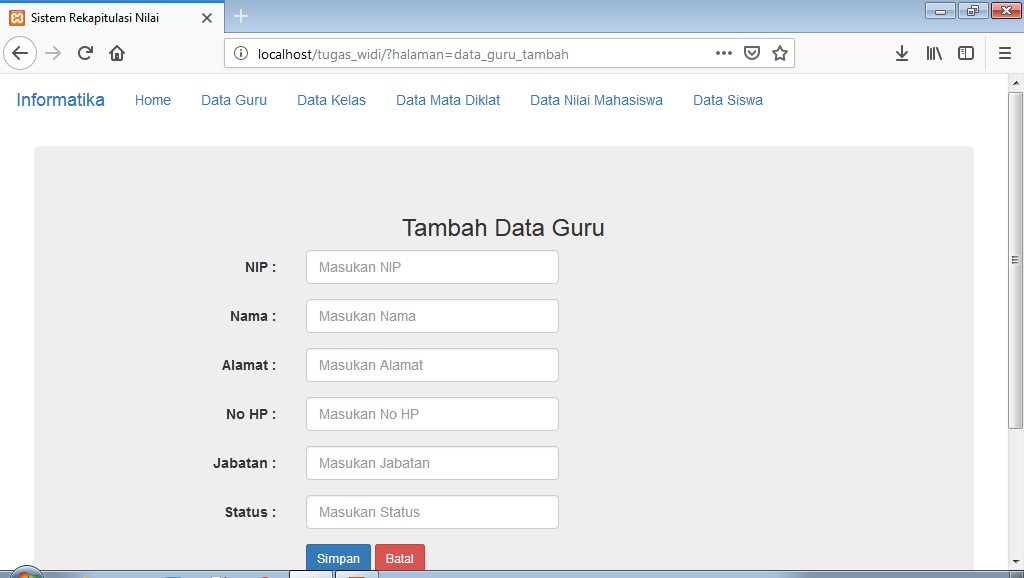 Sistem Rekapitulasi Nilai
localhost/tugas_widi/?halaman=data_guru_tambah
Informatika Home Data Guru Data Kelas Data Mata Diklat Data Nilai Mahasiswa Data Siswa
Tambah Data Guru
NIP : Masukan NIP
Nama : Masukan Nama
Alamat : Masukan Alamat
No HP : Masukan No HP
Jabatan : Masukan Jabatan
Status : Masukan Status
Simpan Batal